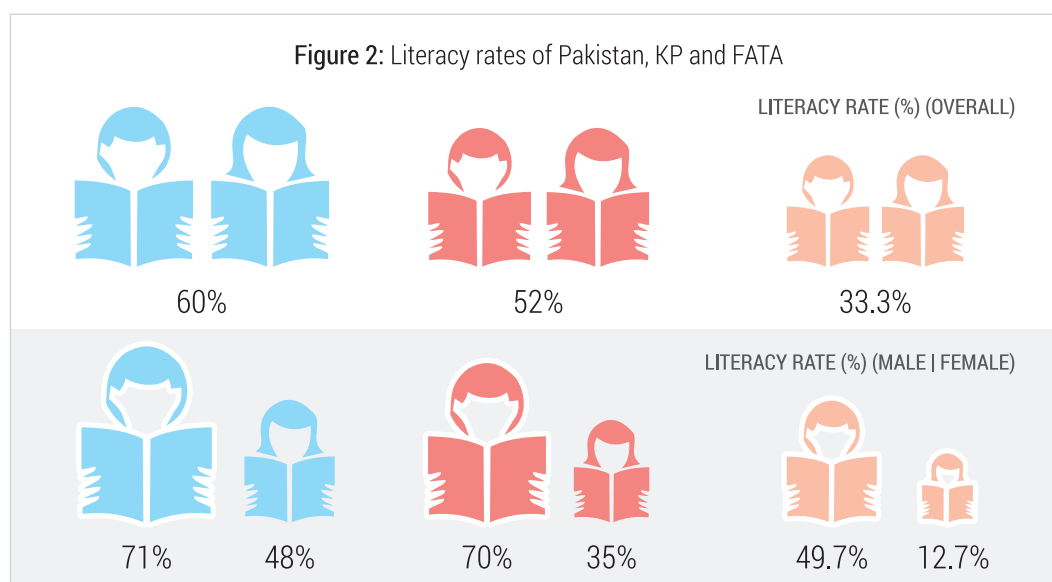 Figure 2: Literacy rates of Pakistan, KP and FATA
LITERACY RATE (%) (OVERALL)
60% 52% 33.3%
LITERACY RATE (%) (MALE | FEMALE)
71% 48% 70% 35% 49.7% 12.7%